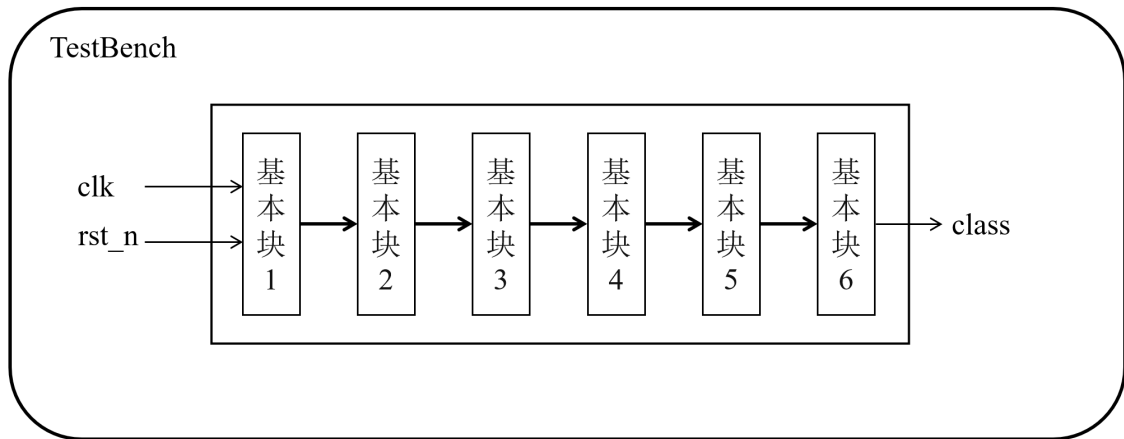 TestBench
clk
rst_n
基本块1
基本块2
基本块3
基本块4
基本块5
基本块6
class